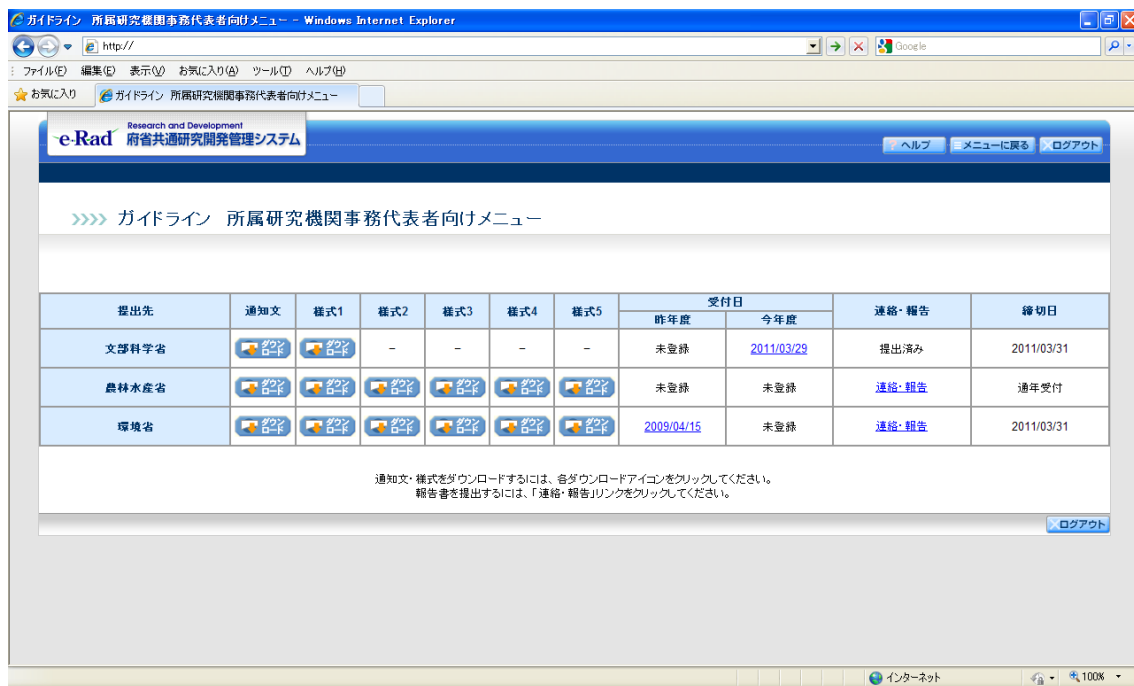 ガイドライン 所属研究機関事務代表者向けメニュー - Windows Internet Explorer
http://
Google
ファイル(F) 編集(E) 表示(V) お気に入り(A) ツール(T) ヘルプ(H)
お気に入り ガイドライン 所属研究機関事務代表者向けメニュー
e-Rad Research and Development
府省共通研究開発管理システム
ヘルプ メニューに戻る ログアウト
>>>> ガイドライン 所属研究機関事務代表者向けメニュー
提出先 通知文 様式1 様式2 様式3 様式4 様式5 受付日 連絡・報告 締切日
昨年度 今年度
文部科学省 ダウンロード ダウンロード - - - - 未登録 2011/03/29 提出済み 2011/03/31
農林水産省 ダウンロード ダウンロード ダウンロード ダウンロード ダウンロード ダウンロード 未登録 未登録 連絡・報告 通年受付
環境省 ダウンロード ダウンロード ダウンロード ダウンロード ダウンロード ダウンロード 2009/04/15 未登録 連絡・報告 2011/03/31
通知文・様式をダウンロードするには、各ダウンロードアイコンをクリックしてください。
報告書を提出するには、「連絡・報告」リンクをクリックしてください。
ログアウト
インターネット 100%